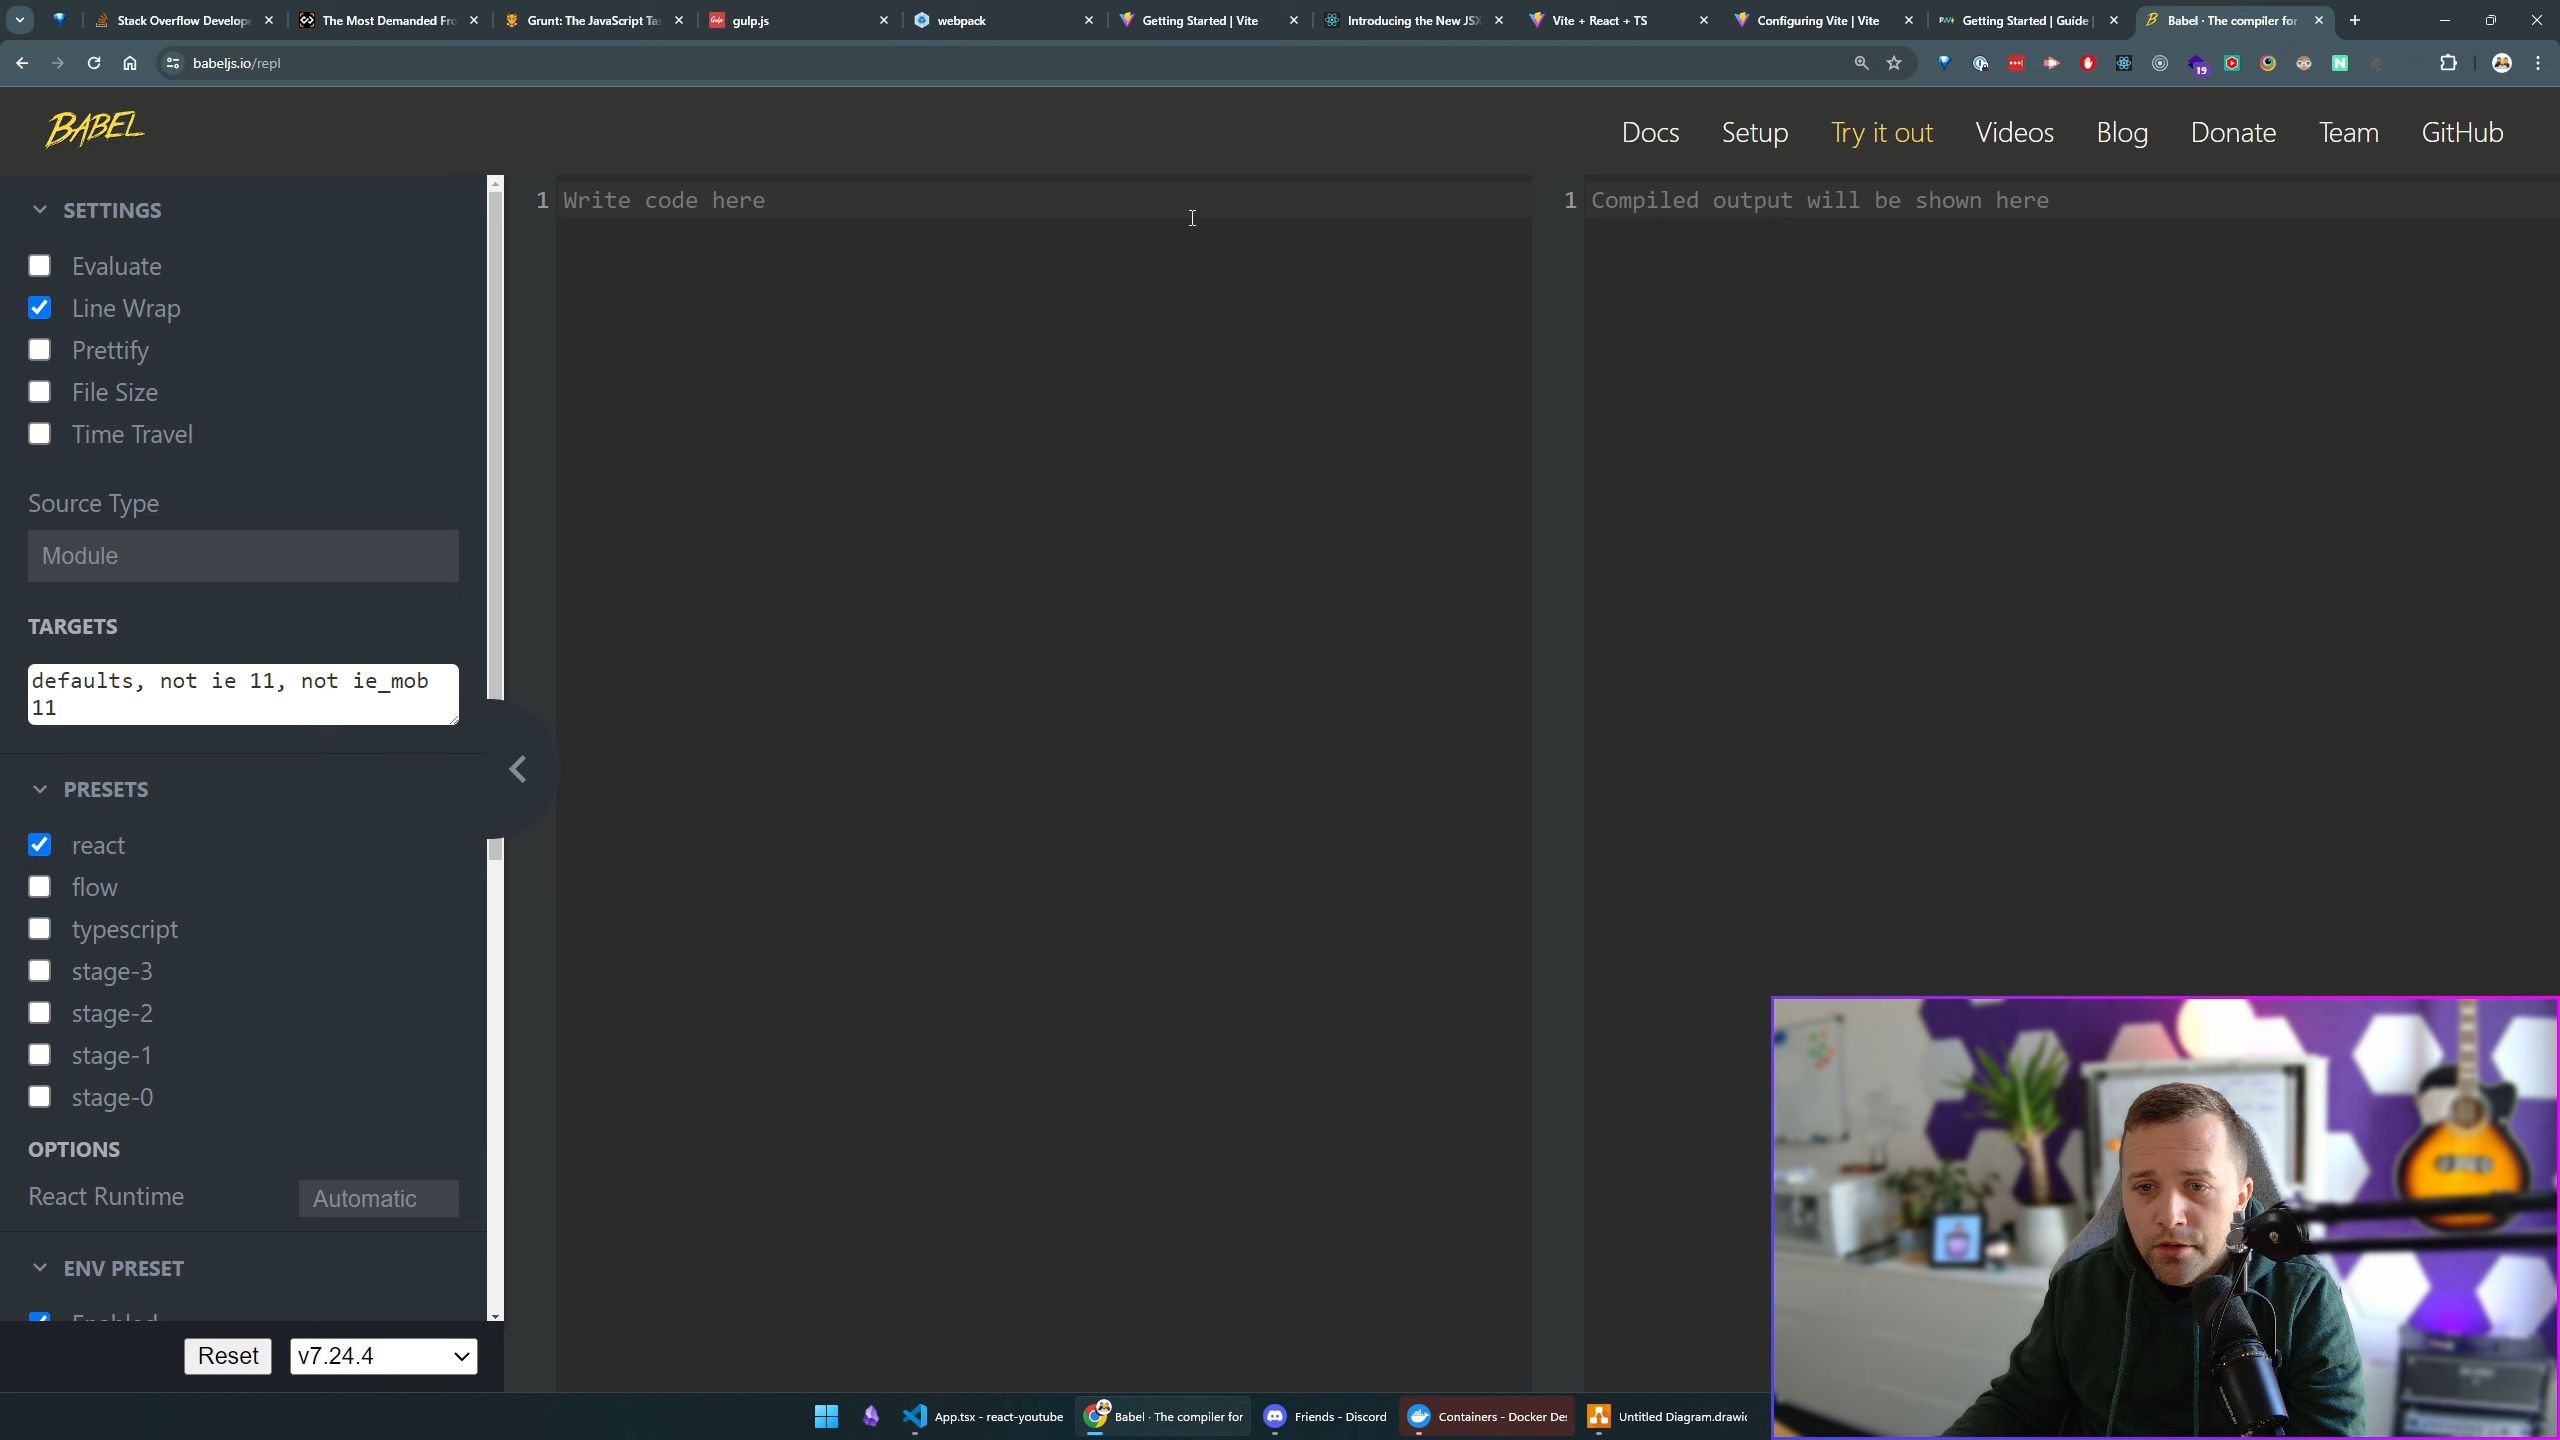 Stack Overflow Develop
The Most Demanded Fro
Grunt: The JavaScript Ta
gulp.js
webpack
Getting Started | Vite
Introducing the New JSX
Vite + React + TS
Configuring Vite | Vite
Getting Started | Guide |
Babel · The compiler for
babeljs.io/repl
19
BABEL
Docs
Setup
Try it out
Videos
Blog
Donate
Team
GitHub
SETTINGS
Evaluate
Line Wrap
Prettify
File Size
Time Travel
Source Type
Module
TARGETS
defaults, not ie 11, not ie_mob
11
PRESETS
react
flow
typescript
stage-3
stage-2
stage-1
stage-0
OPTIONS
React Runtime Automatic
ENV PRESET
Enabled
Reset
v7.24.4
1 Write code here
1 Compiled output will be shown here
App.tsx - react-youtube
Babel · The compiler for
Friends - Discord
Containers - Docker De
Untitled Diagram.drawi